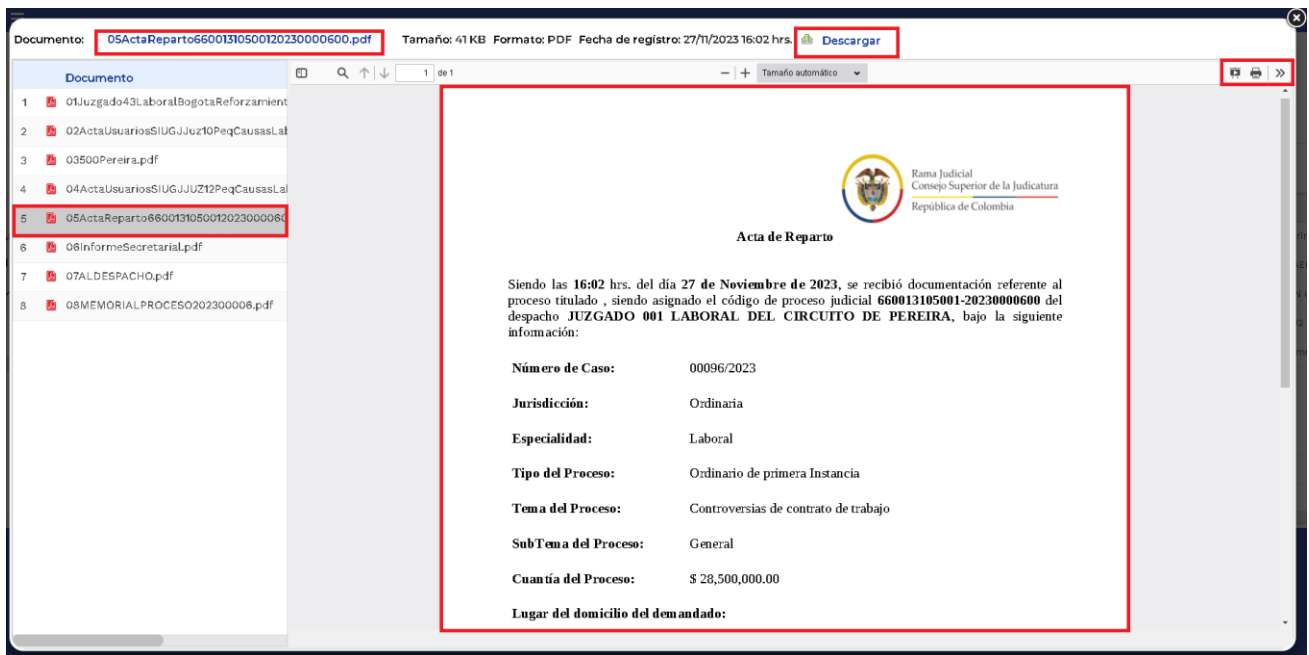 Documento: 05ActaReparto66001310500120230000600.pdf Tamaño: 41 KB Formato: PDF Fecha de registro: 27/11/2023 16:02 hrs. Descargar
Documento
1 de 1 Tamaño automático
1 01Juzgado43LaboralBogotaReforzamient
2 02ActaUsuariosSIUGJJuz10PeqCausasLab
3 03500Pereira.pdf
4 04ActaUsuariosSIUGJJUZ12PeqCausasLal
5 05ActaReparto6600131050012023000060
6 06InformeSecretarial.pdf
7 07ALDESPACHO.pdf
8 08MEMORIALPROCESO202300006.pdf
Rama Judicial
Consejo Superior de la Judicatura
República de Colombia
Acta de Reparto
Siendo las 16:02 hrs. del día 27 de Noviembre de 2023, se recibió documentación referente al
proceso titulado , siendo asignado el código de proceso judicial 660013105001-20230000600 del
despacho JUZGADO 001 LABORAL DEL CIRCUITO DE PEREIRA, bajo la siguiente
información:
Número de Caso: 00096/2023
Jurisdicción: Ordinaria
Especialidad: Laboral
Tipo del Proceso: Ordinario de primera Instancia
Tema del Proceso: Controversias de contrato de trabajo
SubTema del Proceso: General
Cuantía del Proceso: $ 28,500,000.00
Lugar del domicilio del demandado: